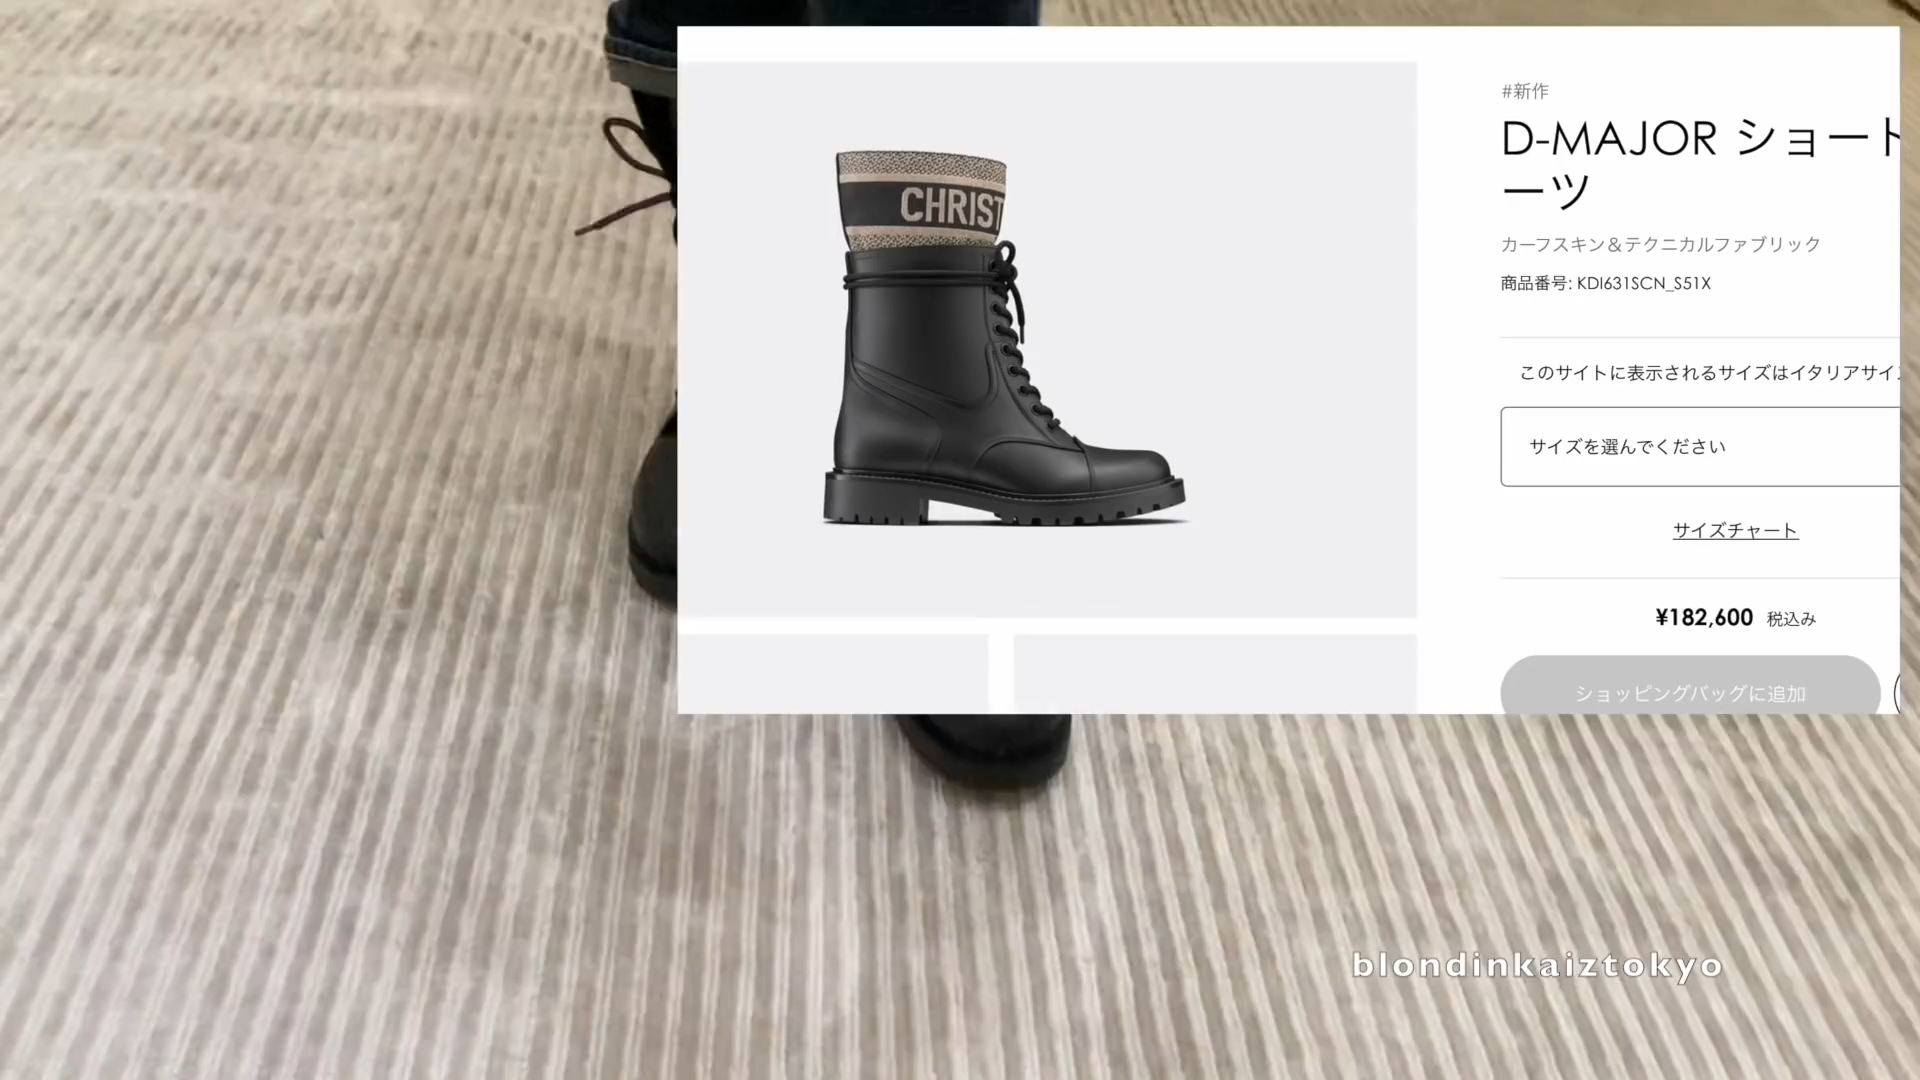 #新作
D-MAJOR ショート
ーツ
カーフスキン＆テクニカルファブリック
商品番号: KDI631SCN_S51X
このサイトに表示されるサイズはイタリアサイ
サイズを選んでください
サイズチャート
¥182,600 税込み
ショッピングバッグに追加
CHRIST
blondinkaiztokyo